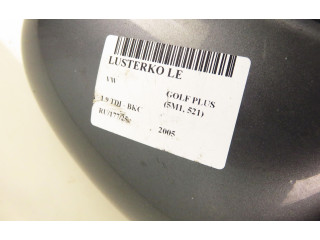 LUSTERKO LE
VW
GOLF PLUS
1.9 TDI BKC (5M1, 521)
2005